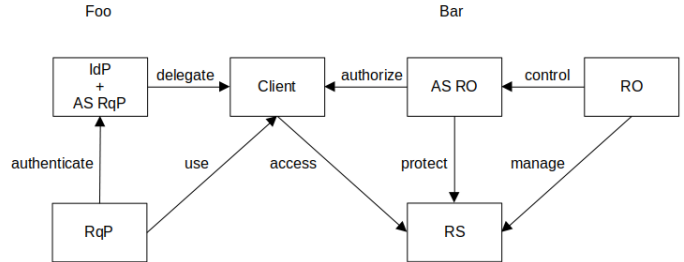 Foo
Bar
IdP
+
AS RqP
delegate
Client
authorize
AS RO
control
RO
authenticate
use
access
protect
manage
RqP
RS